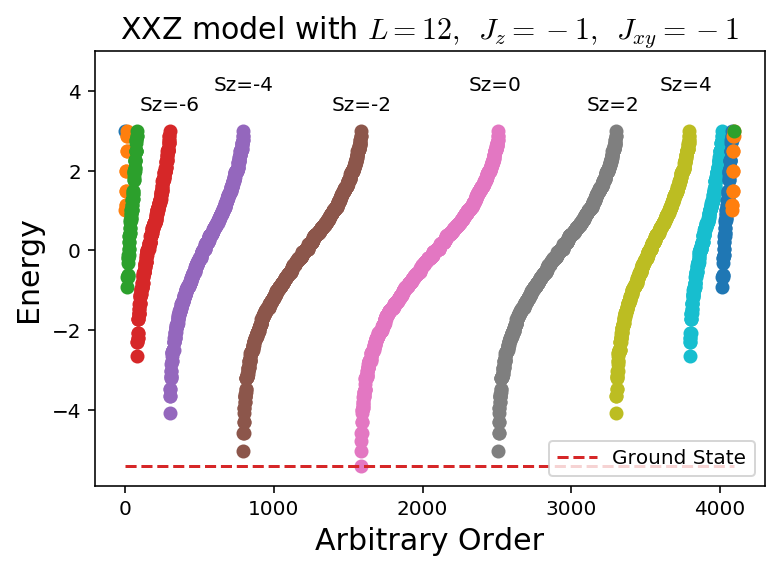 XXZ model with L = 12, J_z = −1, J_xy = −1
Sz=-4 Sz=0 Sz=4
Sz=-6 Sz=-2 Sz=2
4
2
0
−2
−4
Energy
Ground State
0 1000 2000 3000 4000
Arbitrary Order